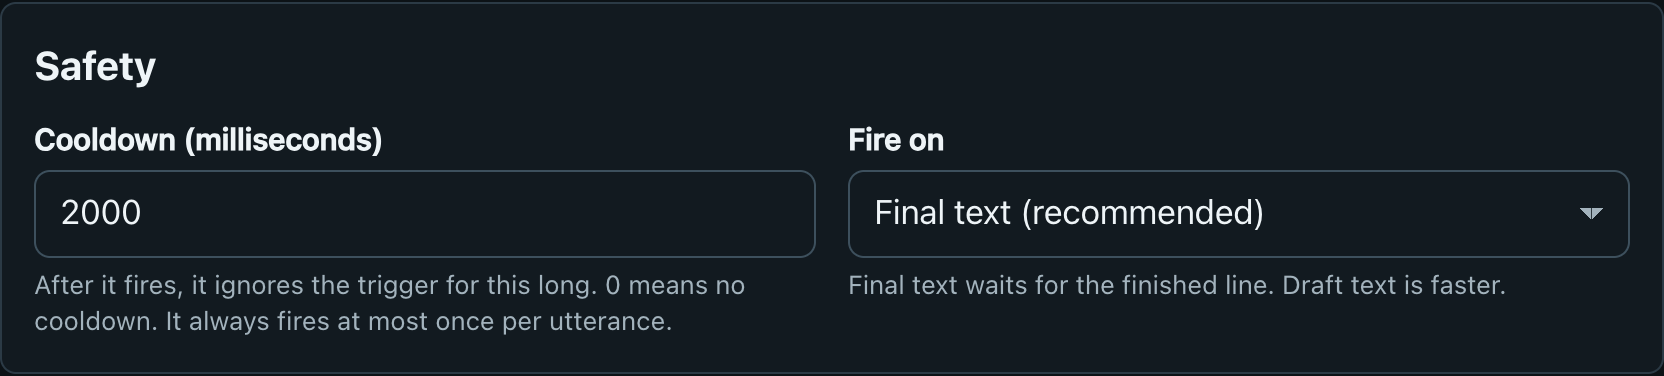 Safety
Cooldown (milliseconds)
2000
After it fires, it ignores the trigger for this long. 0 means no
cooldown. It always fires at most once per utterance.
Fire on
Final text (recommended)
Final text waits for the finished line. Draft text is faster.